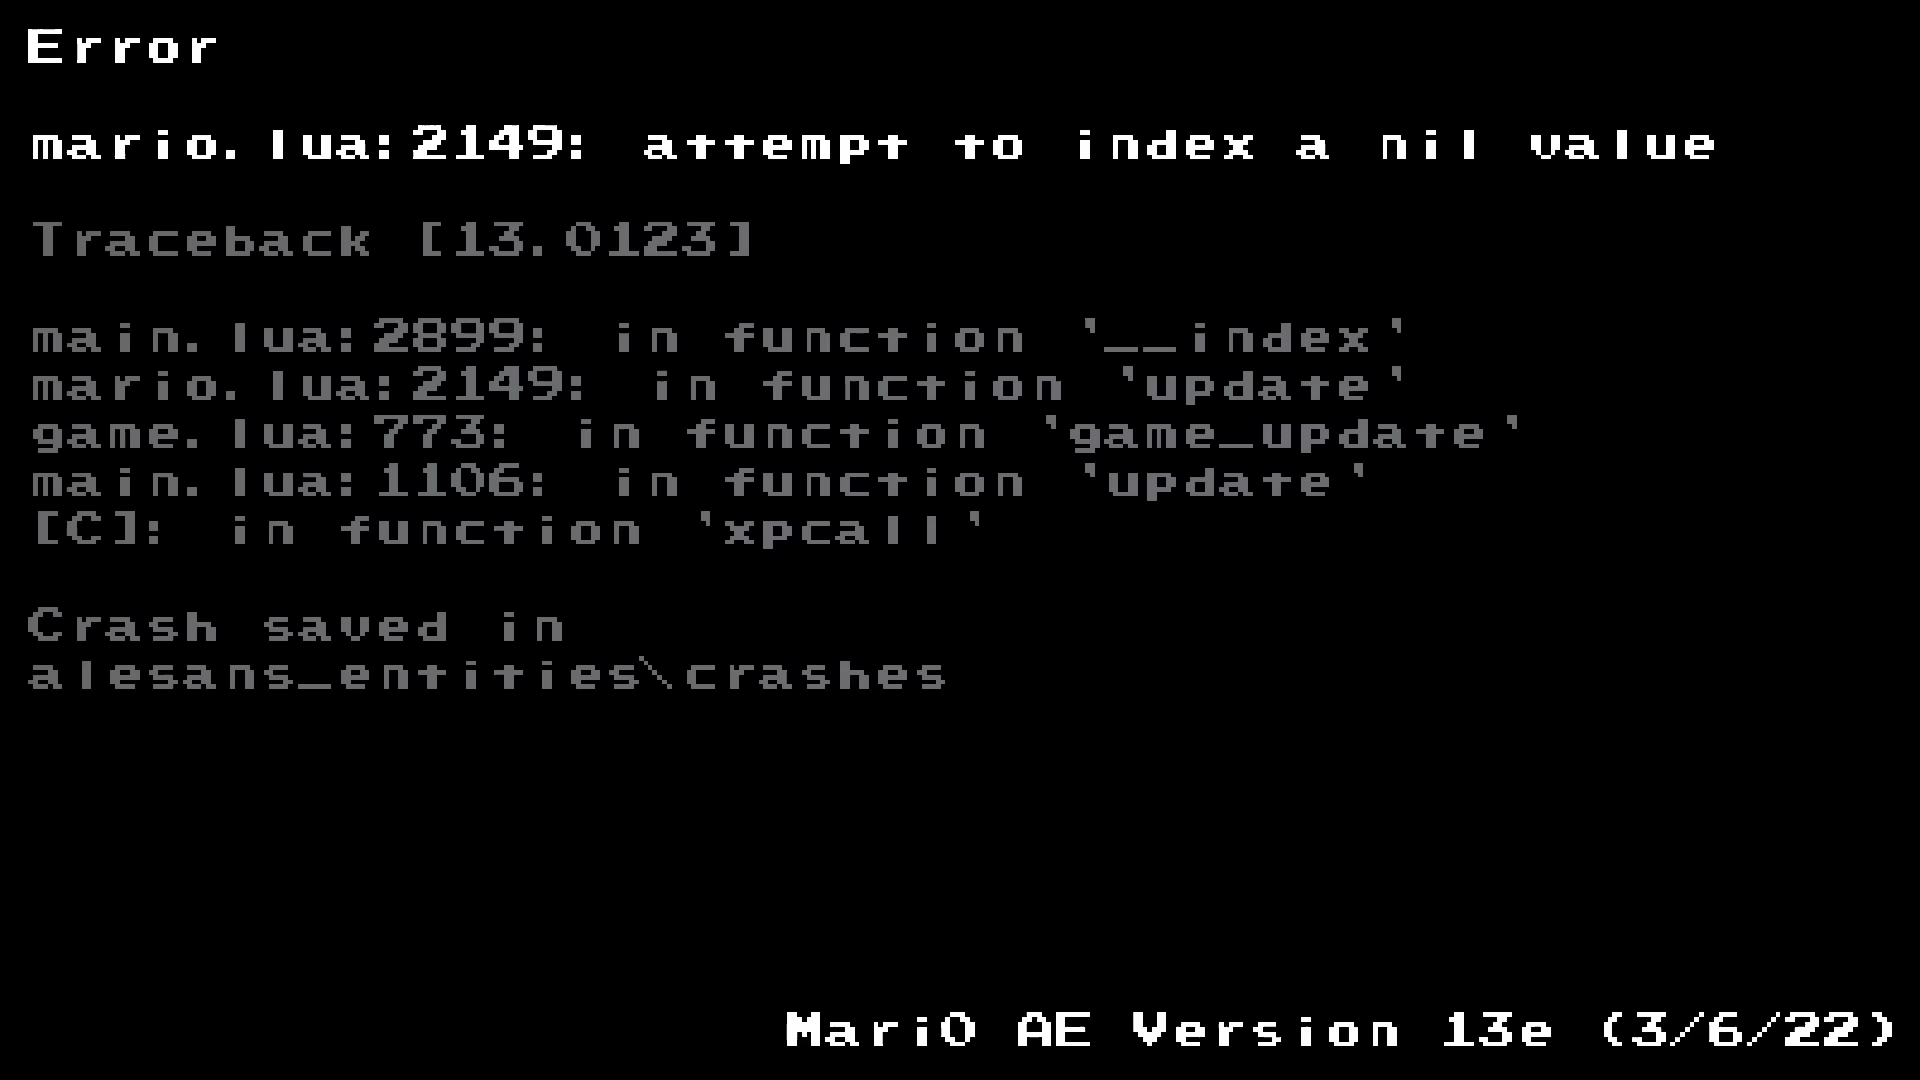 Error
mario.lua:2149: attempt to index a nil value
Traceback [13.0123]
main.lua:2899: in function '__index'
mario.lua:2149: in function 'update'
game.lua:773: in function 'game_update'
main.lua:1106: in function 'update'
[C]: in function 'xpcall'
Crash saved in
alesans_entities\crashes
Mari0 AE Version 13e (3/6/22)